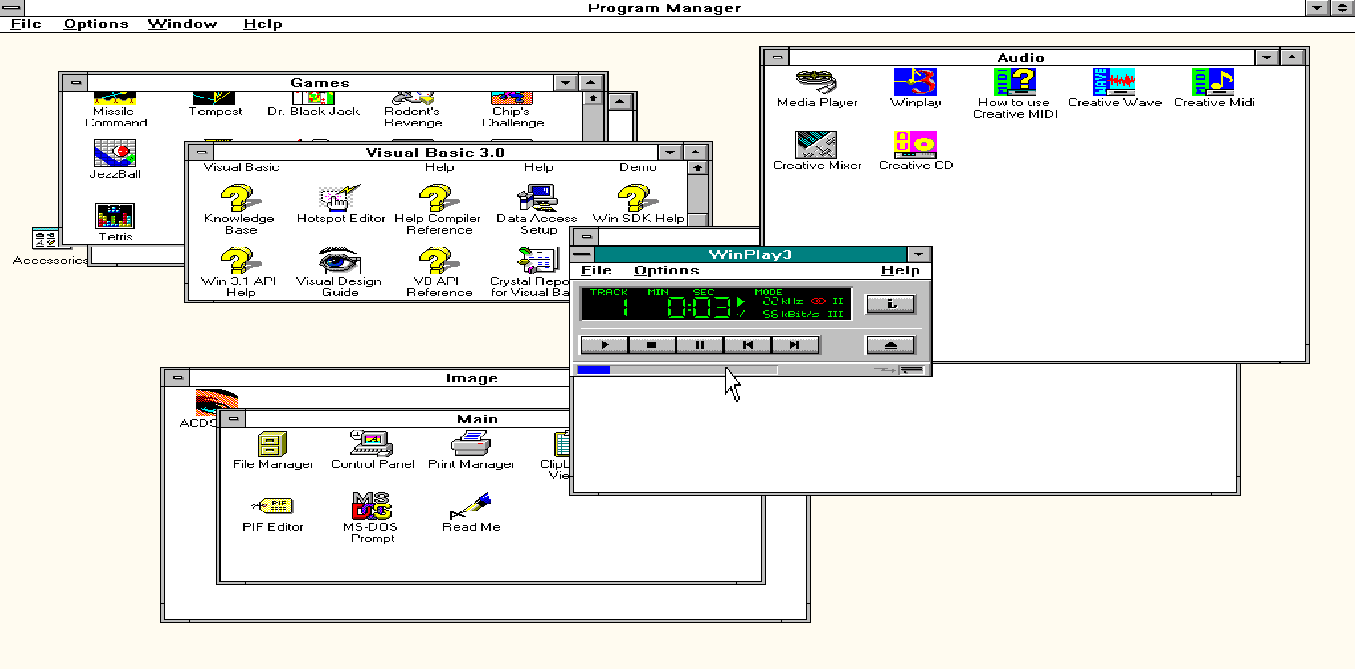 Program Manager
File Options Window Help
Games
Missile Command
Tempest
Dr. Black Jack
Rodent's Revenge
Chip's Challenge
JezzBall
Tetris
Accessories
Visual Basic 3.0
Visual Basic
Help
Help
Demo
Knowledge Base
Hotspot Editor
Help Compiler Reference
Data Access Setup
Win SDK Help
Win 3.1 API Help
Visual Design Guide
VB API Reference
Crystal Repo
for Visual Ba
Audio
Media Player
Winplay
How to use Creative MIDI
Creative Wave
Creative Midi
Creative Mixer
Creative CD
WinPlay3
File Options Help
TRACK MIN SEC MODE
1 0:03 22 kHz II
56 kBit/s III
i.
Image
ACDS
Main
File Manager
Control Panel
Print Manager
PIF Editor
MS-DOS Prompt
Read Me